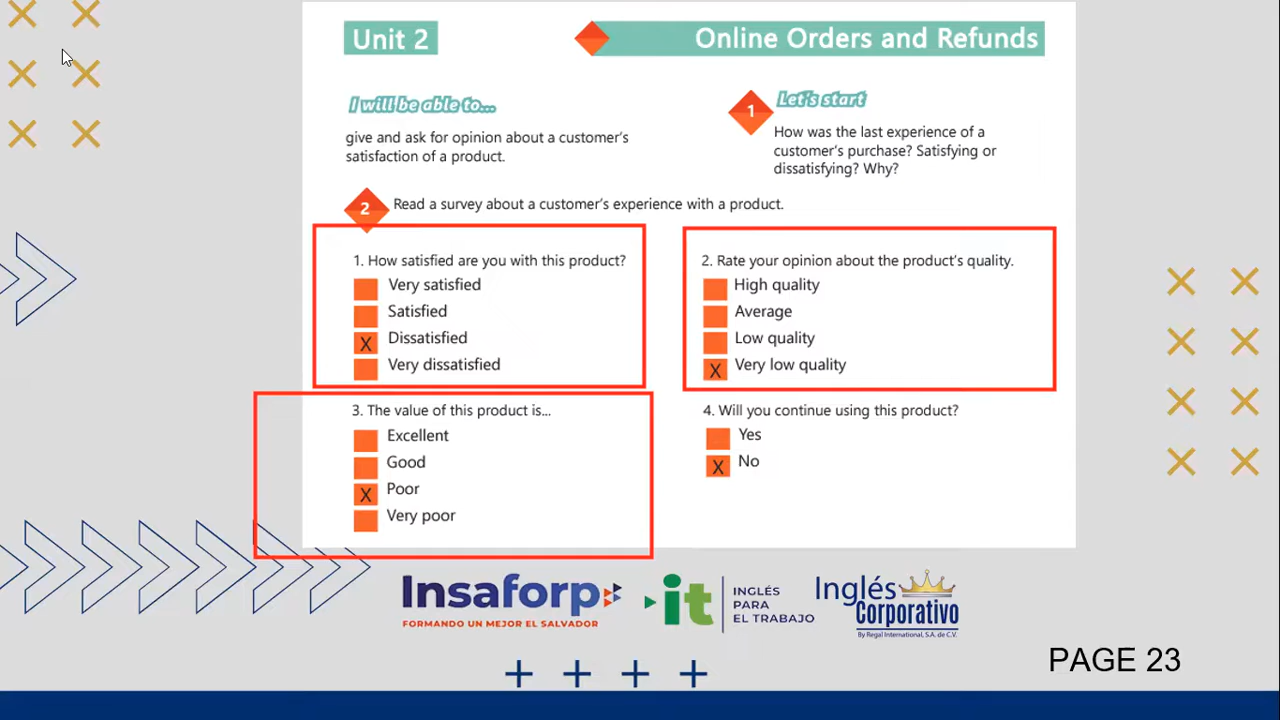 Unit 2
Online Orders and Refunds
I will be able to...
give and ask for opinion about a customer's
satisfaction of a product.
1
Let's start
How was the last experience of a
customer's purchase? Satisfying or
dissatisfying? Why?
2
Read a survey about a customer's experience with a product.
1. How satisfied are you with this product?
Very satisfied
Satisfied
X Dissatisfied
Very dissatisfied
2. Rate your opinion about the product's quality.
High quality
Average
Low quality
X Very low quality
3. The value of this product is...
Excellent
Good
X Poor
Very poor
4. Will you continue using this product?
Yes
X No
Insaforp
FORMANDO UN MEJOR EL SALVADOR
it
INGLÉS
PARA
EL TRABAJO
Inglés
Corporativo
By Regal International, S.A. de C.V.
PAGE 23